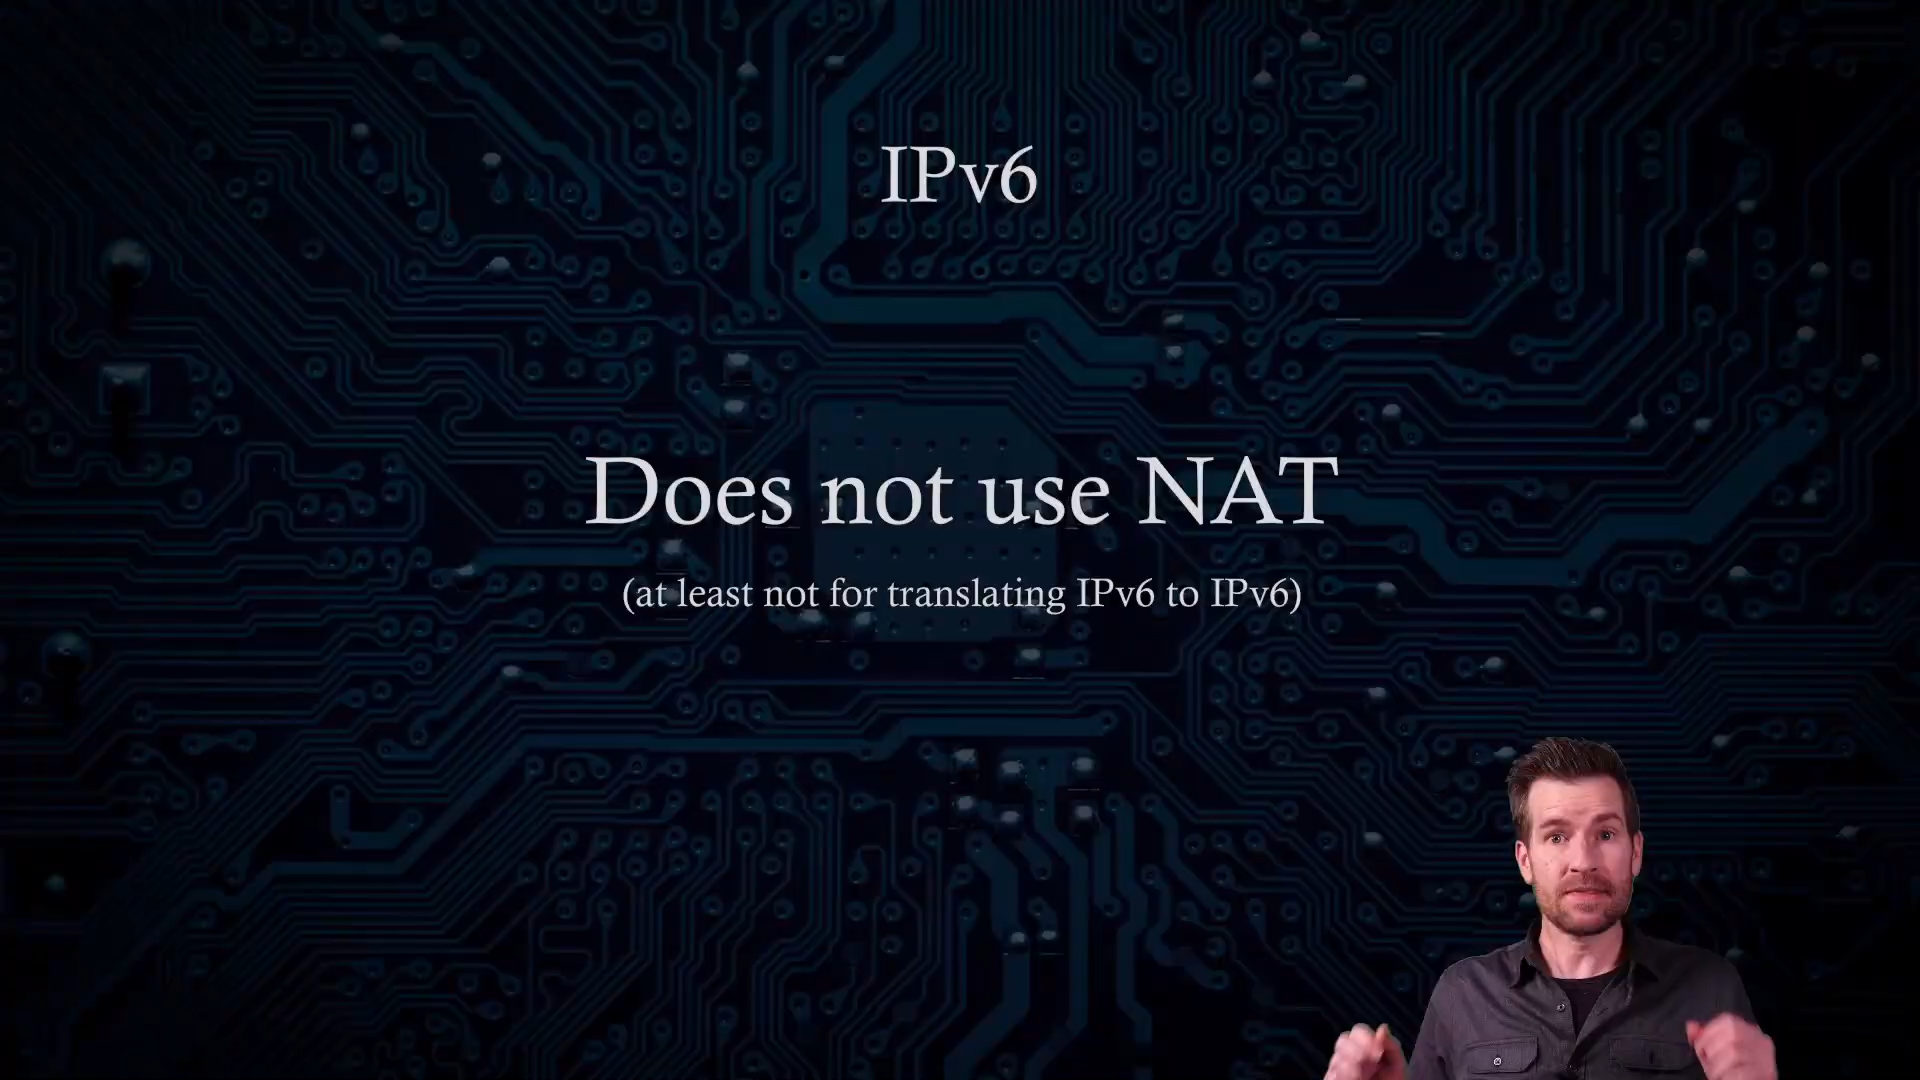 IPv6
Does not use NAT
(at least not for translating IPv6 to IPv6)